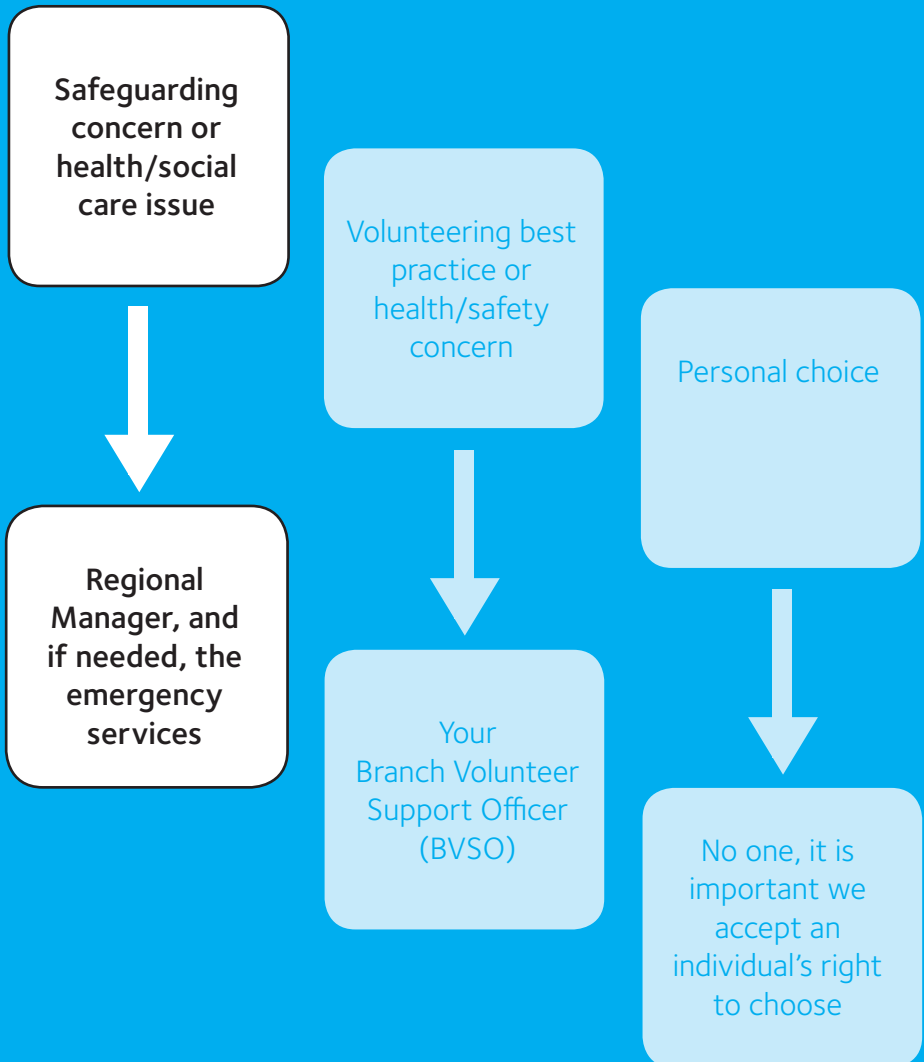 Safeguarding
concern or
health/social
care issue
Regional
Manager, and
if needed, the
emergency
services
Volunteering best
practice or
health/safety
concern
Your
Branch Volunteer
Support Officer
(BVSO)
Personal choice
No one, it is
important we
accept an
individual’s right
to choose